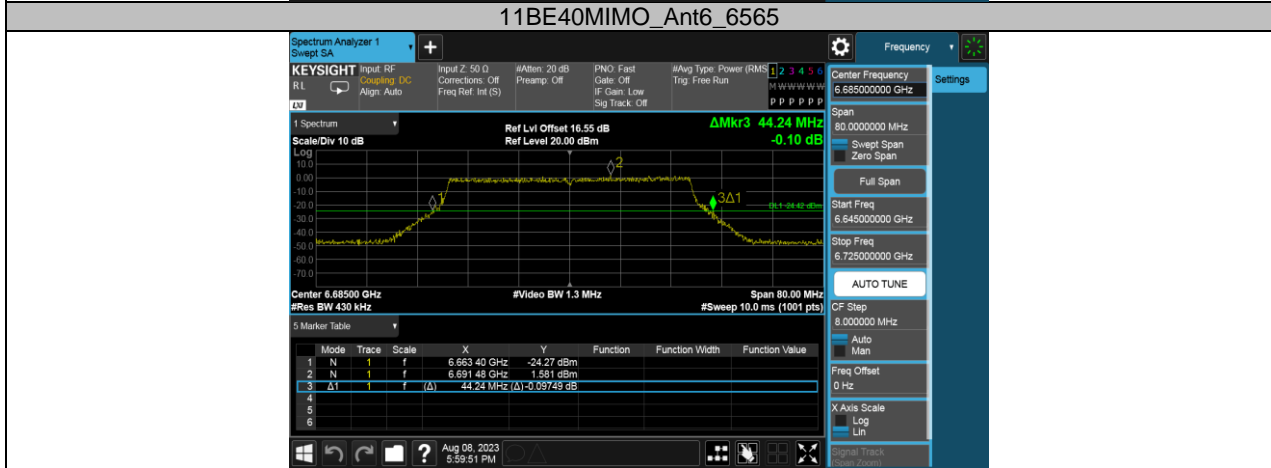 11BE40MIMO_Ant6_6565
Spectrum Analyzer 1
Swept SA
Frequency
KEYSIGHT Input: RF
Coupling: DC
Align: Auto
RL
LXI
Input Z: 50 Ω
Corrections: Off
Freq Ref: Int (S)
#Atten: 20 dB
Preamp: Off
PNO: Fast
Gate: Off
IF Gain: Low
Sig Track: Off
#Avg Type: Power (RMS
Trig: Free Run
1 2 3 4 5 6
M W W W W W
P P P P P P
Center Frequency
6.685000000 GHz
Settings
1 Spectrum
Scale/Div 10 dB
Ref Lvl Offset 16.55 dB
Ref Level 20.00 dBm
ΔMkr3 44.24 MHz
-0.10 dB
Span
80.0000000 MHz
Swept Span
Zero Span
Full Span
Start Freq
6.645000000 GHz
Stop Freq
6.725000000 GHz
AUTO TUNE
CF Step
8.000000 MHz
Auto
Man
Freq Offset
0 Hz
X Axis Scale
Log
Lin
Signal Track
(Span Zoom)
Log
10.0
0.00
-10.0
-20.0
-30.0
-40.0
-50.0
-60.0
-70.0
1
2
3Δ1
DL1 -24.42 dBm
Center 6.68500 GHz
#Res BW 430 kHz
#Video BW 1.3 MHz
Span 80.00 MHz
#Sweep 10.0 ms (1001 pts)
5 Marker Table
Mode Trace Scale X Y Function Function Width Function Value
1 N 1 f 6.663 40 GHz -24.27 dBm
2 N 1 f 6.691 48 GHz 1.581 dBm
3 Δ1 1 f (Δ) 44.24 MHz (Δ) -0.09749 dB
4
5
6
Aug 08, 2023
5:59:51 PM